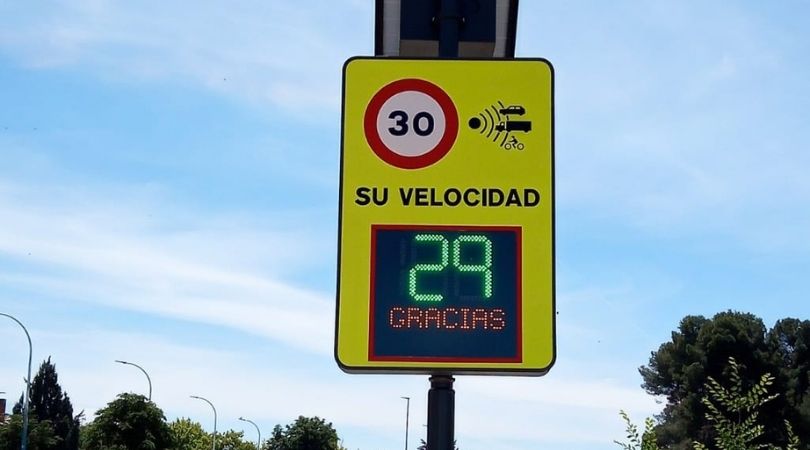 30
SU VELOCIDAD
29
GRACIAS